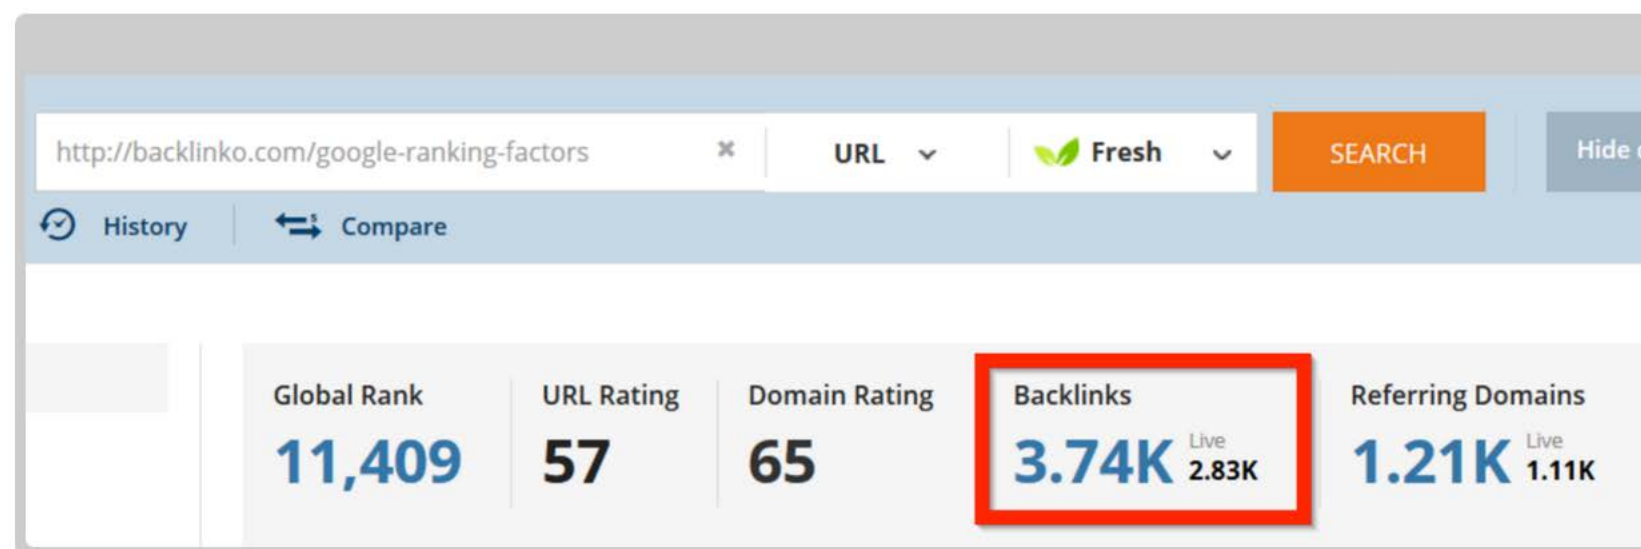 http://backlinko.com/google-ranking-factors URL Fresh SEARCH Hide
History Compare
Global Rank URL Rating Domain Rating Backlinks Referring Domains
11,409 57 65 3.74K Live 2.83K 1.21K Live 1.11K